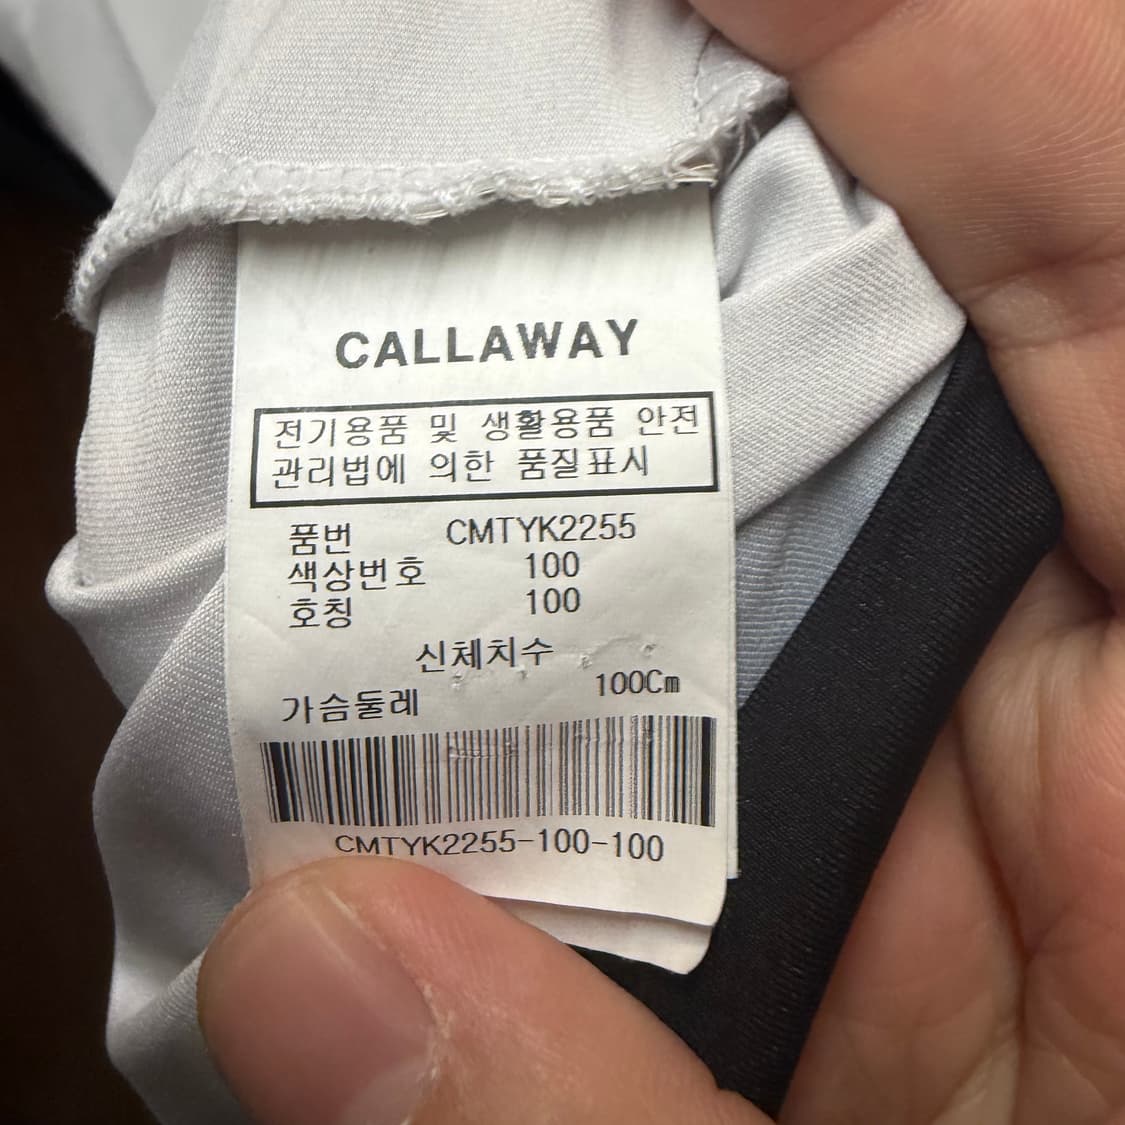 CALLAWAY
전기용품 및 생활용품 안전
관리법에 의한 품질표시
품번 CMTYK2255
색상번호 100
호칭 100
신체치수
가슴둘레 100Cm
CMTYK2255-100-100